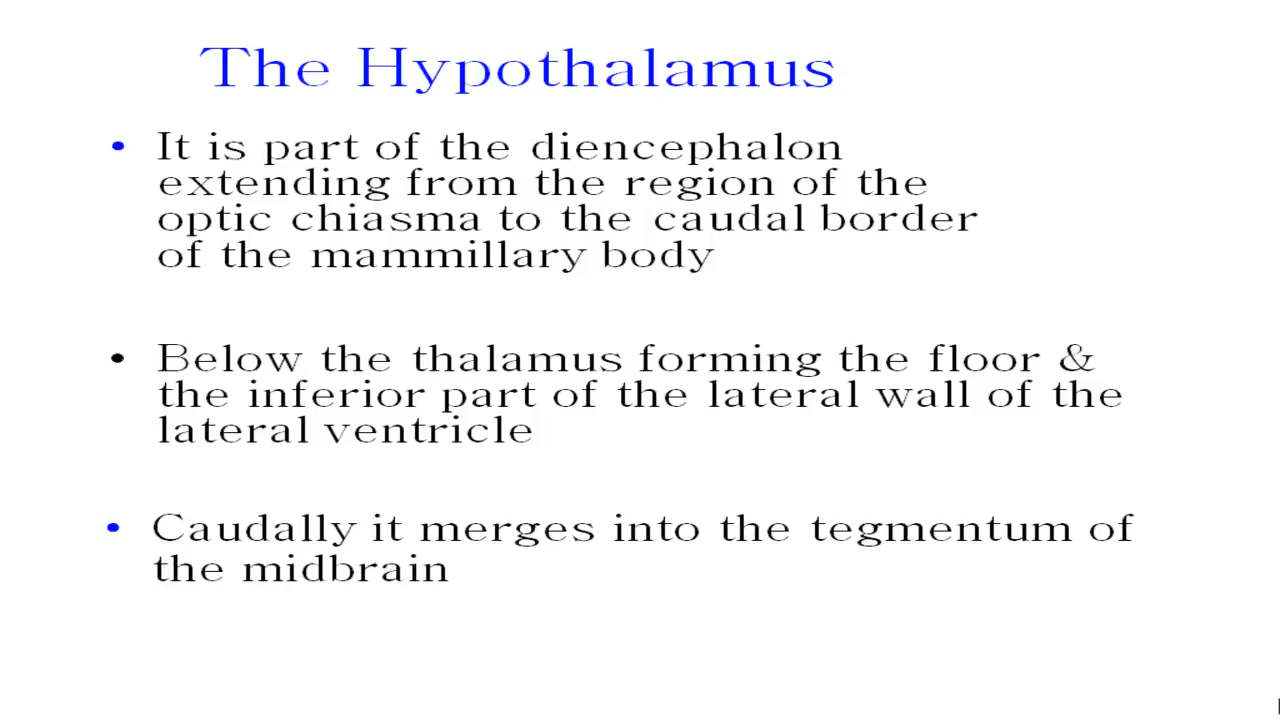 The Hypothalamus
• It is part of the diencephalon
extending from the region of the
optic chiasma to the caudal border
of the mammillary body
• Below the thalamus forming the floor &
the inferior part of the lateral wall of the
lateral ventricle
• Caudally it merges into the tegmentum of
the midbrain